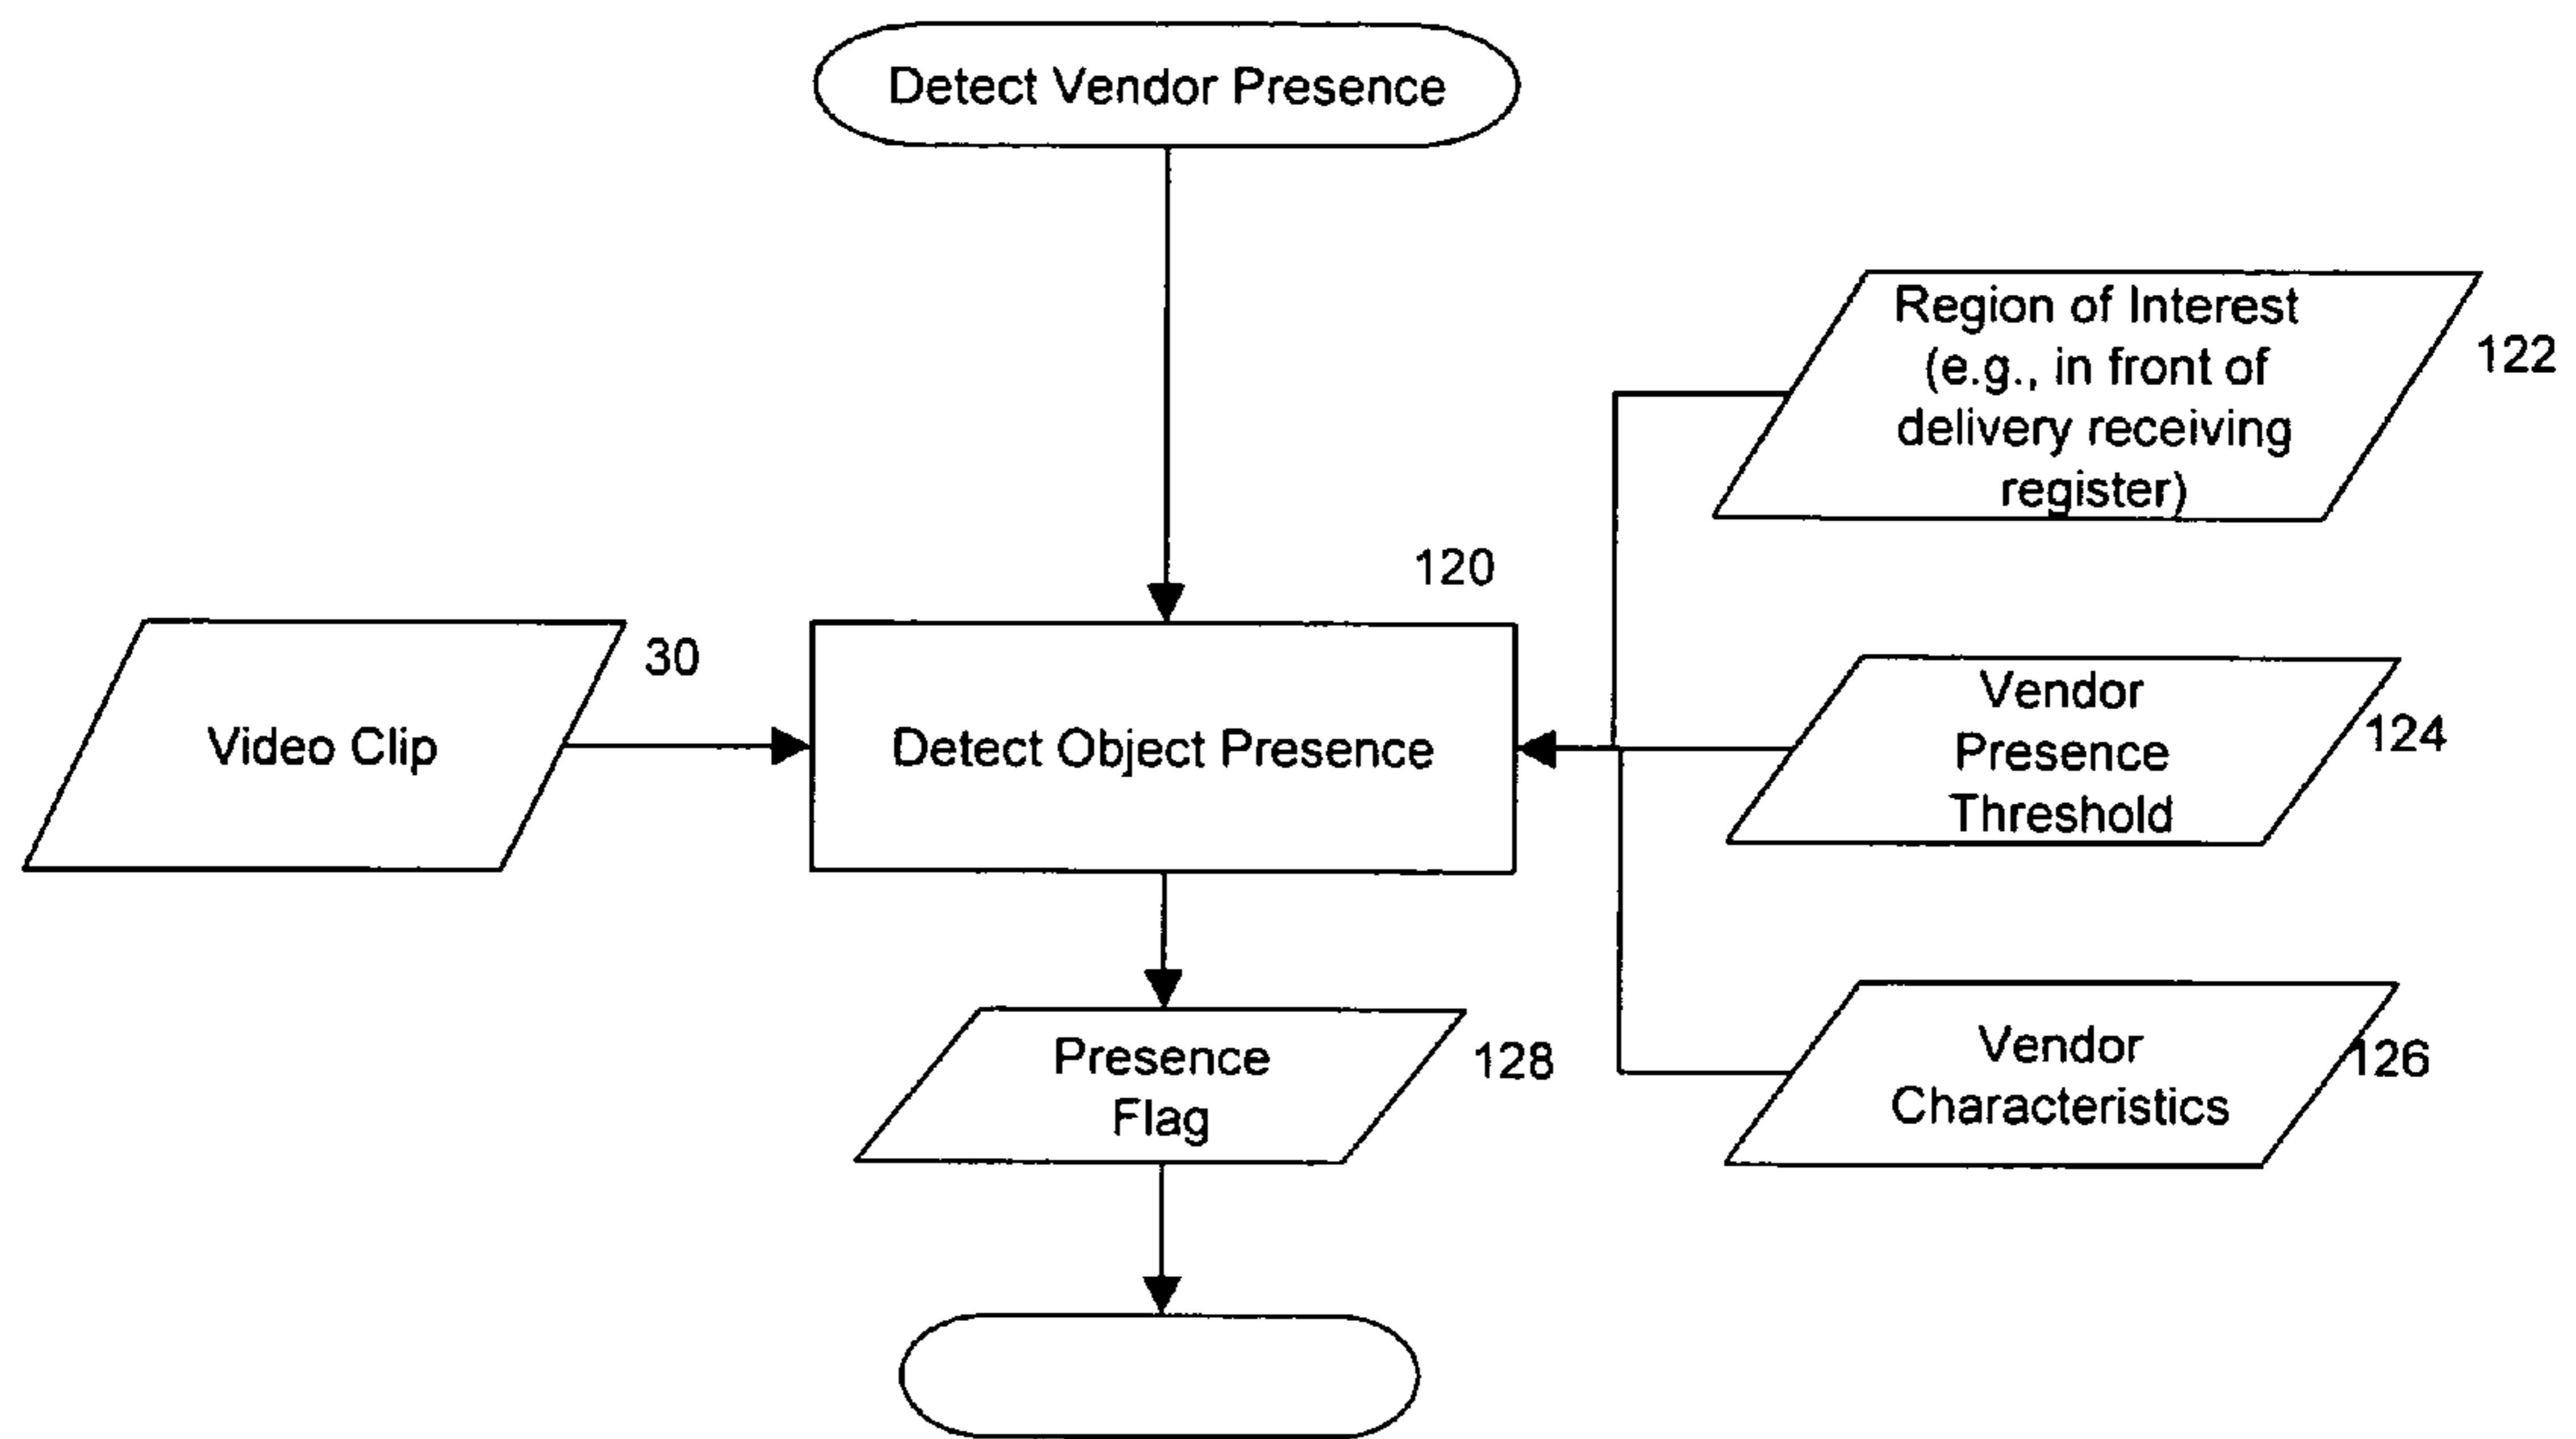 Detect Vendor Presence
Region of Interest
(e.g., in front of
delivery receiving
register)
122
120
30
Video Clip
Detect Object Presence
Vendor
Presence
Threshold
124
Presence
Flag
128
Vendor
Characteristics
126